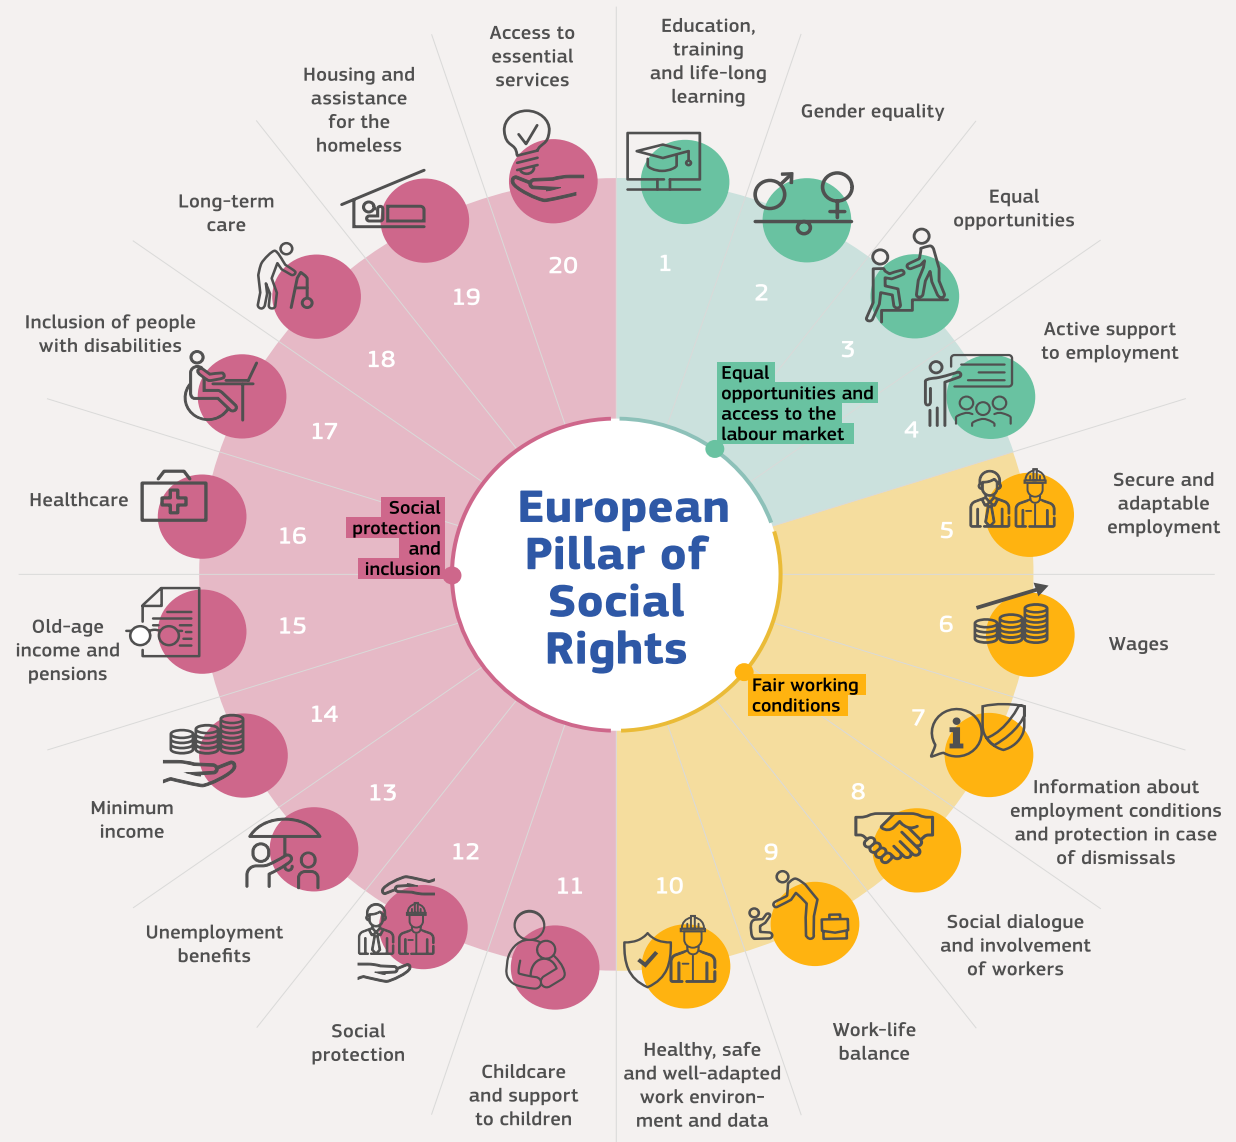 European
Pillar of
Social
Rights
Equal
opportunities and
access to the
labour market
1
Education,
training
and life-long
learning
2
Gender equality
3
Equal
opportunities
4
Active support
to employment
Fair working
conditions
5
Secure and
adaptable
employment
6
Wages
7
Information about
employment conditions
and protection in case
of dismissals
8
Social dialogue
and involvement
of workers
9
Work-life
balance
10
Healthy, safe
and well-adapted
work environ-
ment and data
Social
protection
and
inclusion
11
Childcare
and support
to children
12
Social
protection
13
Unemployment
benefits
14
Minimum
income
15
Old-age
income and
pensions
16
Healthcare
17
Inclusion of people
with disabilities
18
Long-term
care
19
Housing and
assistance
for the
homeless
20
Access to
essential
services